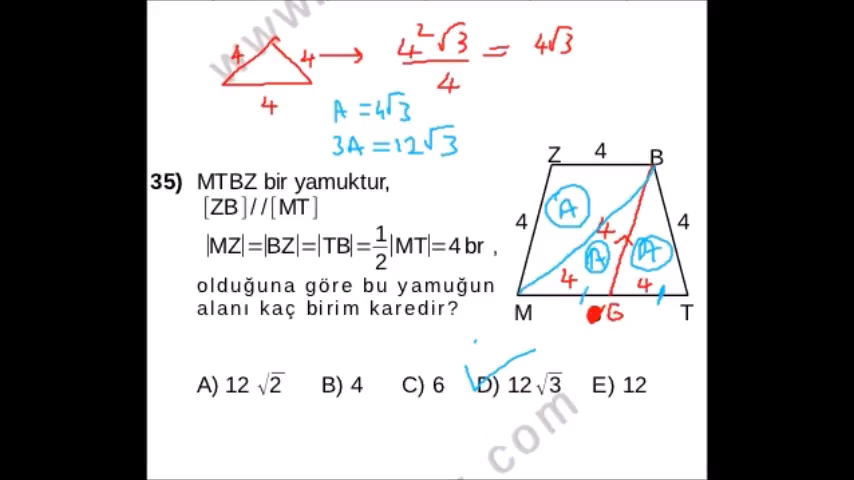 www.
4 4 → 4²√3 / 4 = 4√3
4
A = 4√3
3A = 12√3
35) MTBZ bir yamuktur,
[ZB]//[MT]
|MZ|=|BZ|=|TB|=1/2|MT|=4 br ,
olduğuna göre bu yamuğun
alanı kaç birim karedir?
Z 4 B
4 A 4 4
A A
4 4
M G T
A) 12 √2 B) 4 C) 6 D) 12 √3 E) 12
.com